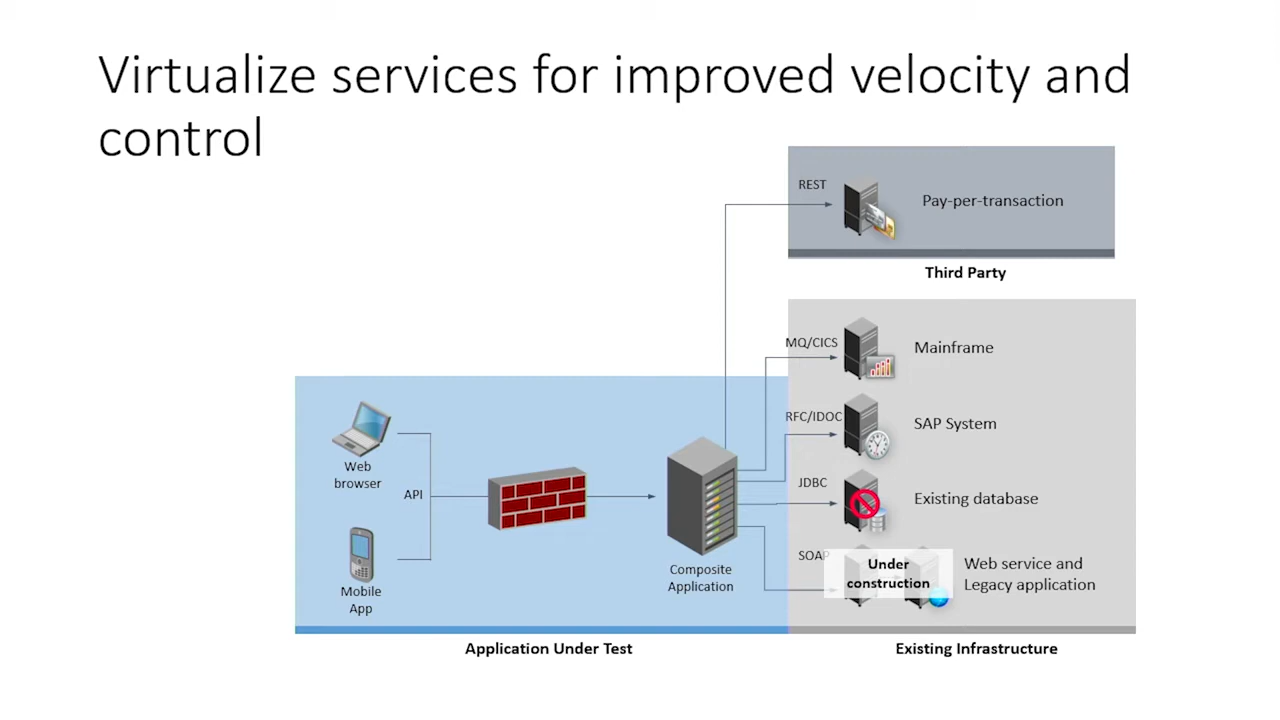 Virtualize services for improved velocity and
control
REST
Pay-per-transaction
Third Party
MQ/CICS
Mainframe
RFC/IDOC
SAP System
JDBC
Existing database
SOAP
Under
construction
Web service and
Legacy application
Web
browser
API
Mobile
App
Composite
Application
Application Under Test
Existing Infrastructure